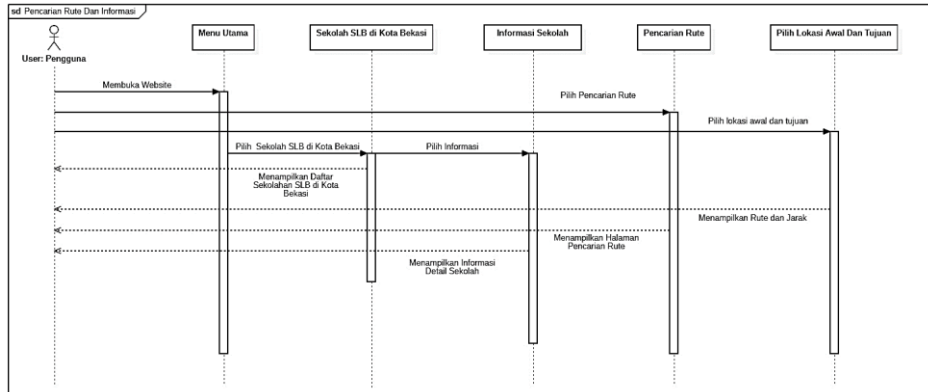 sd Pencarian Rute Dan Informasi
Menu Utama
Sekolah SLB di Kota Bekasi
Informasi Sekolah
Pencarian Rute
Pilih Lokasi Awal Dan Tujuan
User: Pengguna
Membuka Website
Pilih Pencarian Rute
Pilih lokasi awal dan tujuan
Pilih Sekolah SLB di Kota Bekasi
Pilih Informasi
Menampilkan Daftar
Sekolahan SLB di Kota
Bekasi
Menampilkan Rute dan Jarak
Menampilkan Halaman
Pencarian Rute
Menampilkan Informasi
Detail Sekolah